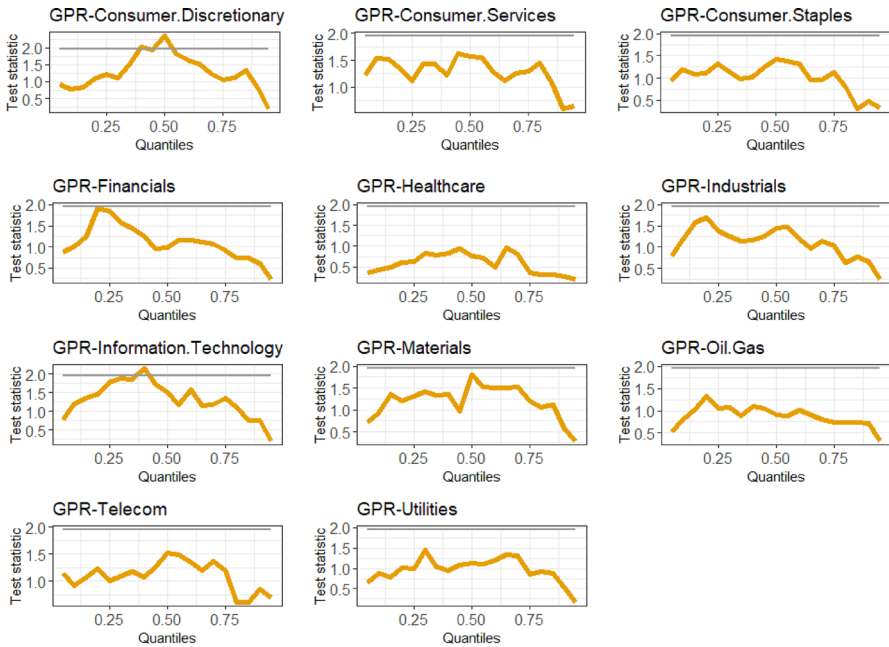 GPR-Consumer.Discretionary
Test statistic
2.0
1.5
1.0
0.5
0.25 0.50 0.75
Quantiles
GPR-Consumer.Services
Test statistic
2.0
1.5
1.0
0.25 0.50 0.75
Quantiles
GPR-Consumer.Staples
Test statistic
2.0
1.5
1.0
0.5
0.25 0.50 0.75
Quantiles
GPR-Financials
Test statistic
2.0
1.5
1.0
0.5
0.25 0.50 0.75
Quantiles
GPR-Healthcare
Test statistic
2.0
1.5
1.0
0.5
0.25 0.50 0.75
Quantiles
GPR-Industrials
Test statistic
2.0
1.5
1.0
0.5
0.25 0.50 0.75
Quantiles
GPR-Information.Technology
Test statistic
2.0
1.5
1.0
0.5
0.25 0.50 0.75
Quantiles
GPR-Materials
Test statistic
2.0
1.5
1.0
0.5
0.25 0.50 0.75
Quantiles
GPR-Oil.Gas
Test statistic
2.0
1.5
1.0
0.5
0.25 0.50 0.75
Quantiles
GPR-Telecom
Test statistic
2.0
1.5
1.0
0.25 0.50 0.75
Quantiles
GPR-Utilities
Test statistic
2.0
1.5
1.0
0.5
0.25 0.50 0.75
Quantiles